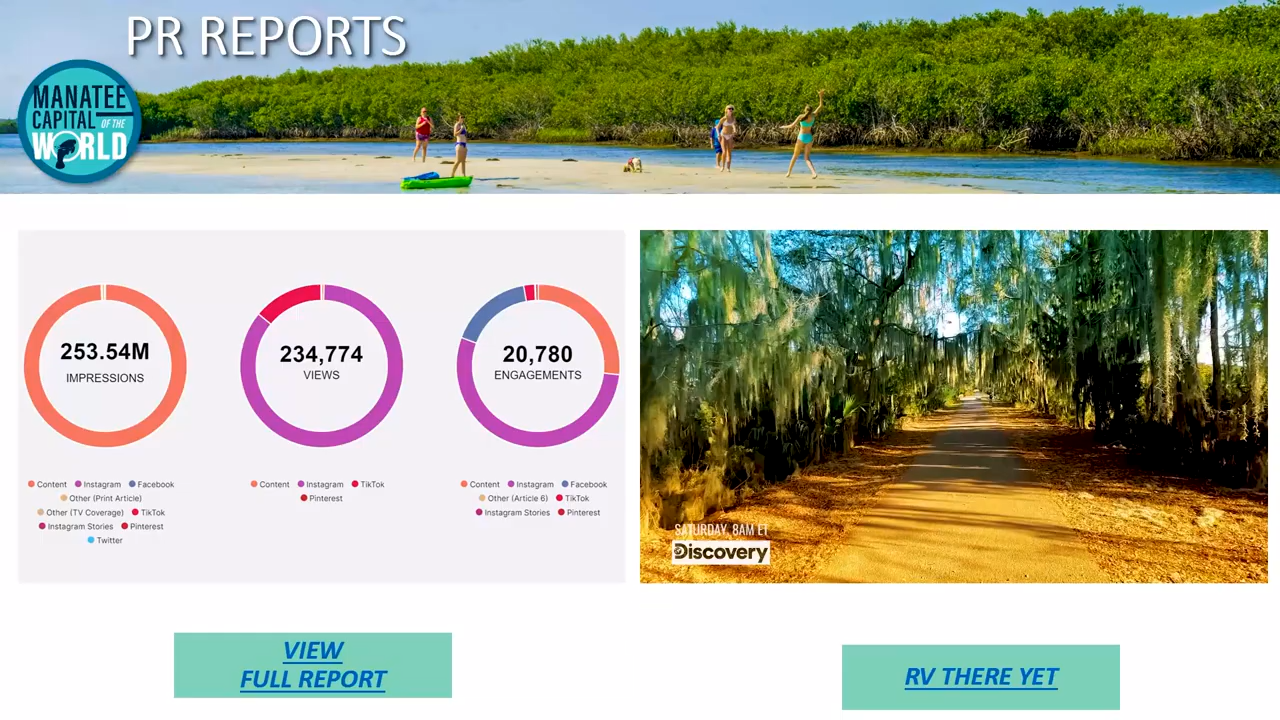 PR REPORTS
MANATEE
CAPITAL OF THE
WORLD
253.54M
IMPRESSIONS
Content Instagram Facebook
Other (Print Article)
Other (TV Coverage) TikTok
Instagram Stories Pinterest
Twitter
234,774
VIEWS
Content Instagram TikTok
Pinterest
20,780
ENGAGEMENTS
Content Instagram Facebook
Other (Article 6) TikTok
Instagram Stories Pinterest
SATURDAY, 8AM ET
Discovery
VIEW
FULL REPORT
RV THERE YET